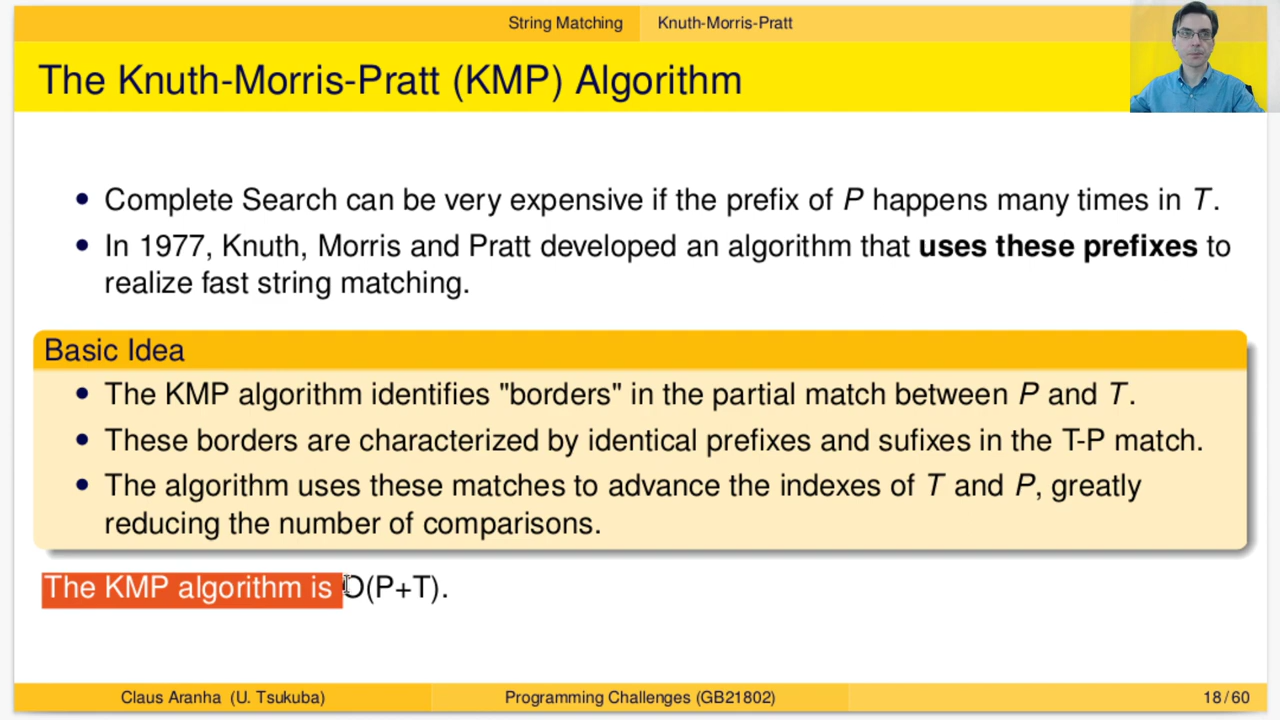 String Matching Knuth-Morris-Pratt
The Knuth-Morris-Pratt (KMP) Algorithm
• Complete Search can be very expensive if the prefix of P happens many times in T.
• In 1977, Knuth, Morris and Pratt developed an algorithm that uses these prefixes to
realize fast string matching.
Basic Idea
• The KMP algorithm identifies "borders" in the partial match between P and T.
• These borders are characterized by identical prefixes and sufixes in the T-P match.
• The algorithm uses these matches to advance the indexes of T and P, greatly
reducing the number of comparisons.
The KMP algorithm is O(P+T).
Claus Aranha (U. Tsukuba) Programming Challenges (GB21802) 18/60